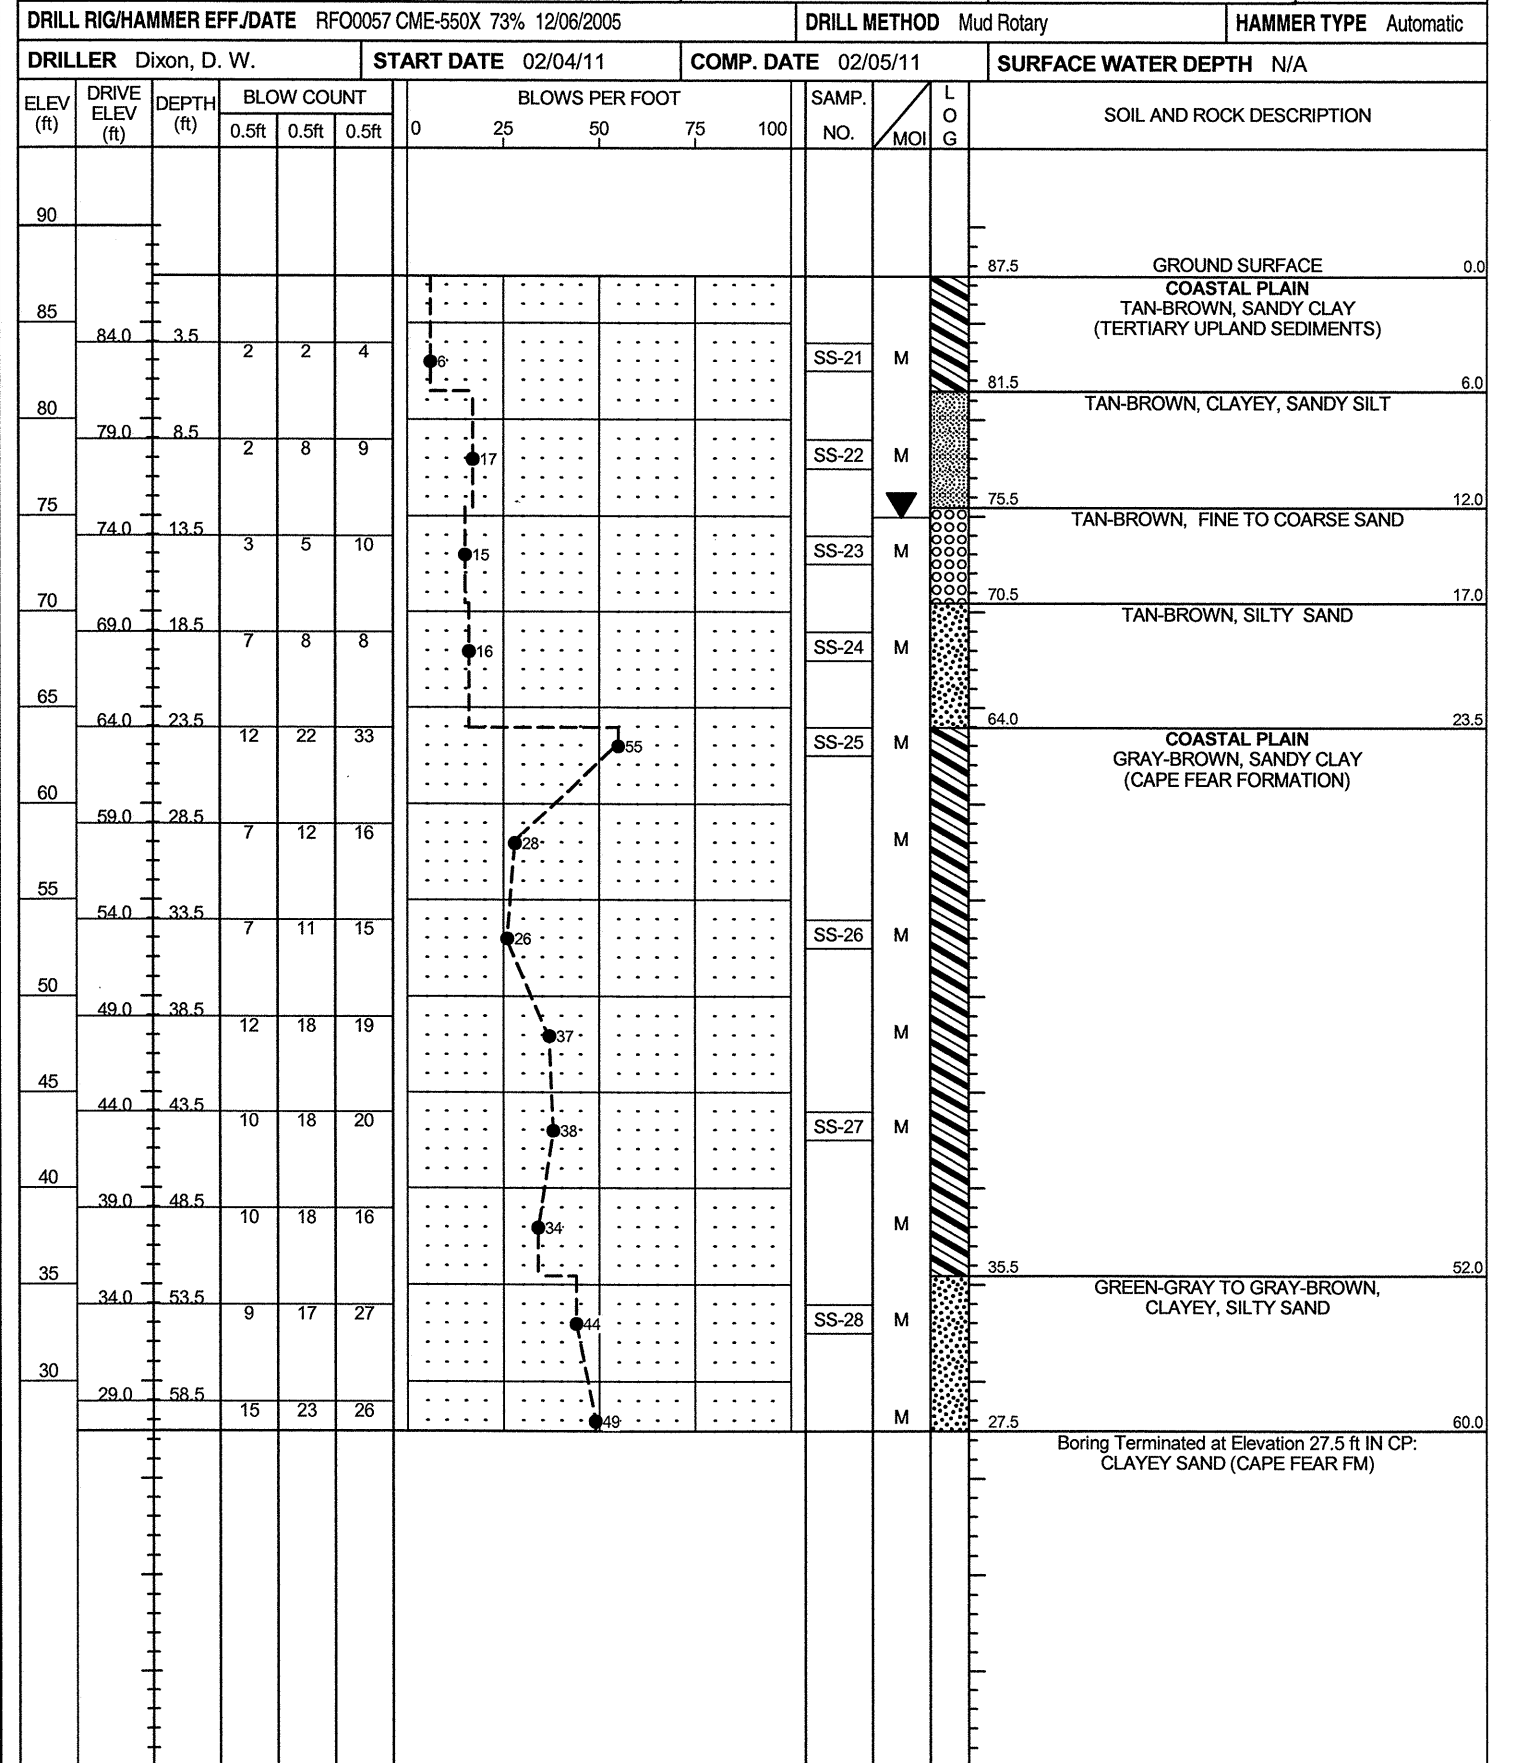 DRILL RIG/HAMMER EFF./DATE RFO0057 CME-550X 73% 12/06/2005 DRILL METHOD Mud Rotary HAMMER TYPE Automatic
DRILLER Dixon, D. W. START DATE 02/04/11 COMP. DATE 02/05/11 SURFACE WATER DEPTH N/A
ELEV (ft) DRIVE ELEV (ft) DEPTH (ft) BLOW COUNT BLOWS PER FOOT SAMP. NO. MOI LOG SOIL AND ROCK DESCRIPTION
0.5ft 0.5ft 0.5ft 0 25 50 75 100
90
87.5 GROUND SURFACE 0.0
COASTAL PLAIN
TAN-BROWN, SANDY CLAY
85
(TERTIARY UPLAND SEDIMENTS)
84.0 3.5
2 2 4 6 SS-21 M
81.5 6.0
80 TAN-BROWN, CLAYEY, SANDY SILT
79.0 8.5
2 8 9 17 SS-22 M
75 75.5 12.0
TAN-BROWN, FINE TO COARSE SAND
74.0 13.5
3 5 10 15 SS-23 M
70 70.5 17.0
TAN-BROWN, SILTY SAND
69.0 18.5
7 8 8 16 SS-24 M
65
64.0 23.5 64.0 23.5
12 22 33 55 SS-25 M COASTAL PLAIN
GRAY-BROWN, SANDY CLAY
(CAPE FEAR FORMATION)
60
59.0 28.5
7 12 16 28 M
55
54.0 33.5
7 11 15 26 SS-26 M
50
49.0 38.5
12 18 19 37 M
45
44.0 43.5
10 18 20 38 SS-27 M
40
39.0 48.5
10 18 16 34 M
35 35.5 52.0
GREEN-GRAY TO GRAY-BROWN,
34.0 53.5
CLAYEY, SILTY SAND
9 17 27 44 SS-28 M
30
29.0 58.5
15 23 26 49 M
27.5 60.0
Boring Terminated at Elevation 27.5 ft IN CP:
CLAYEY SAND (CAPE FEAR FM)